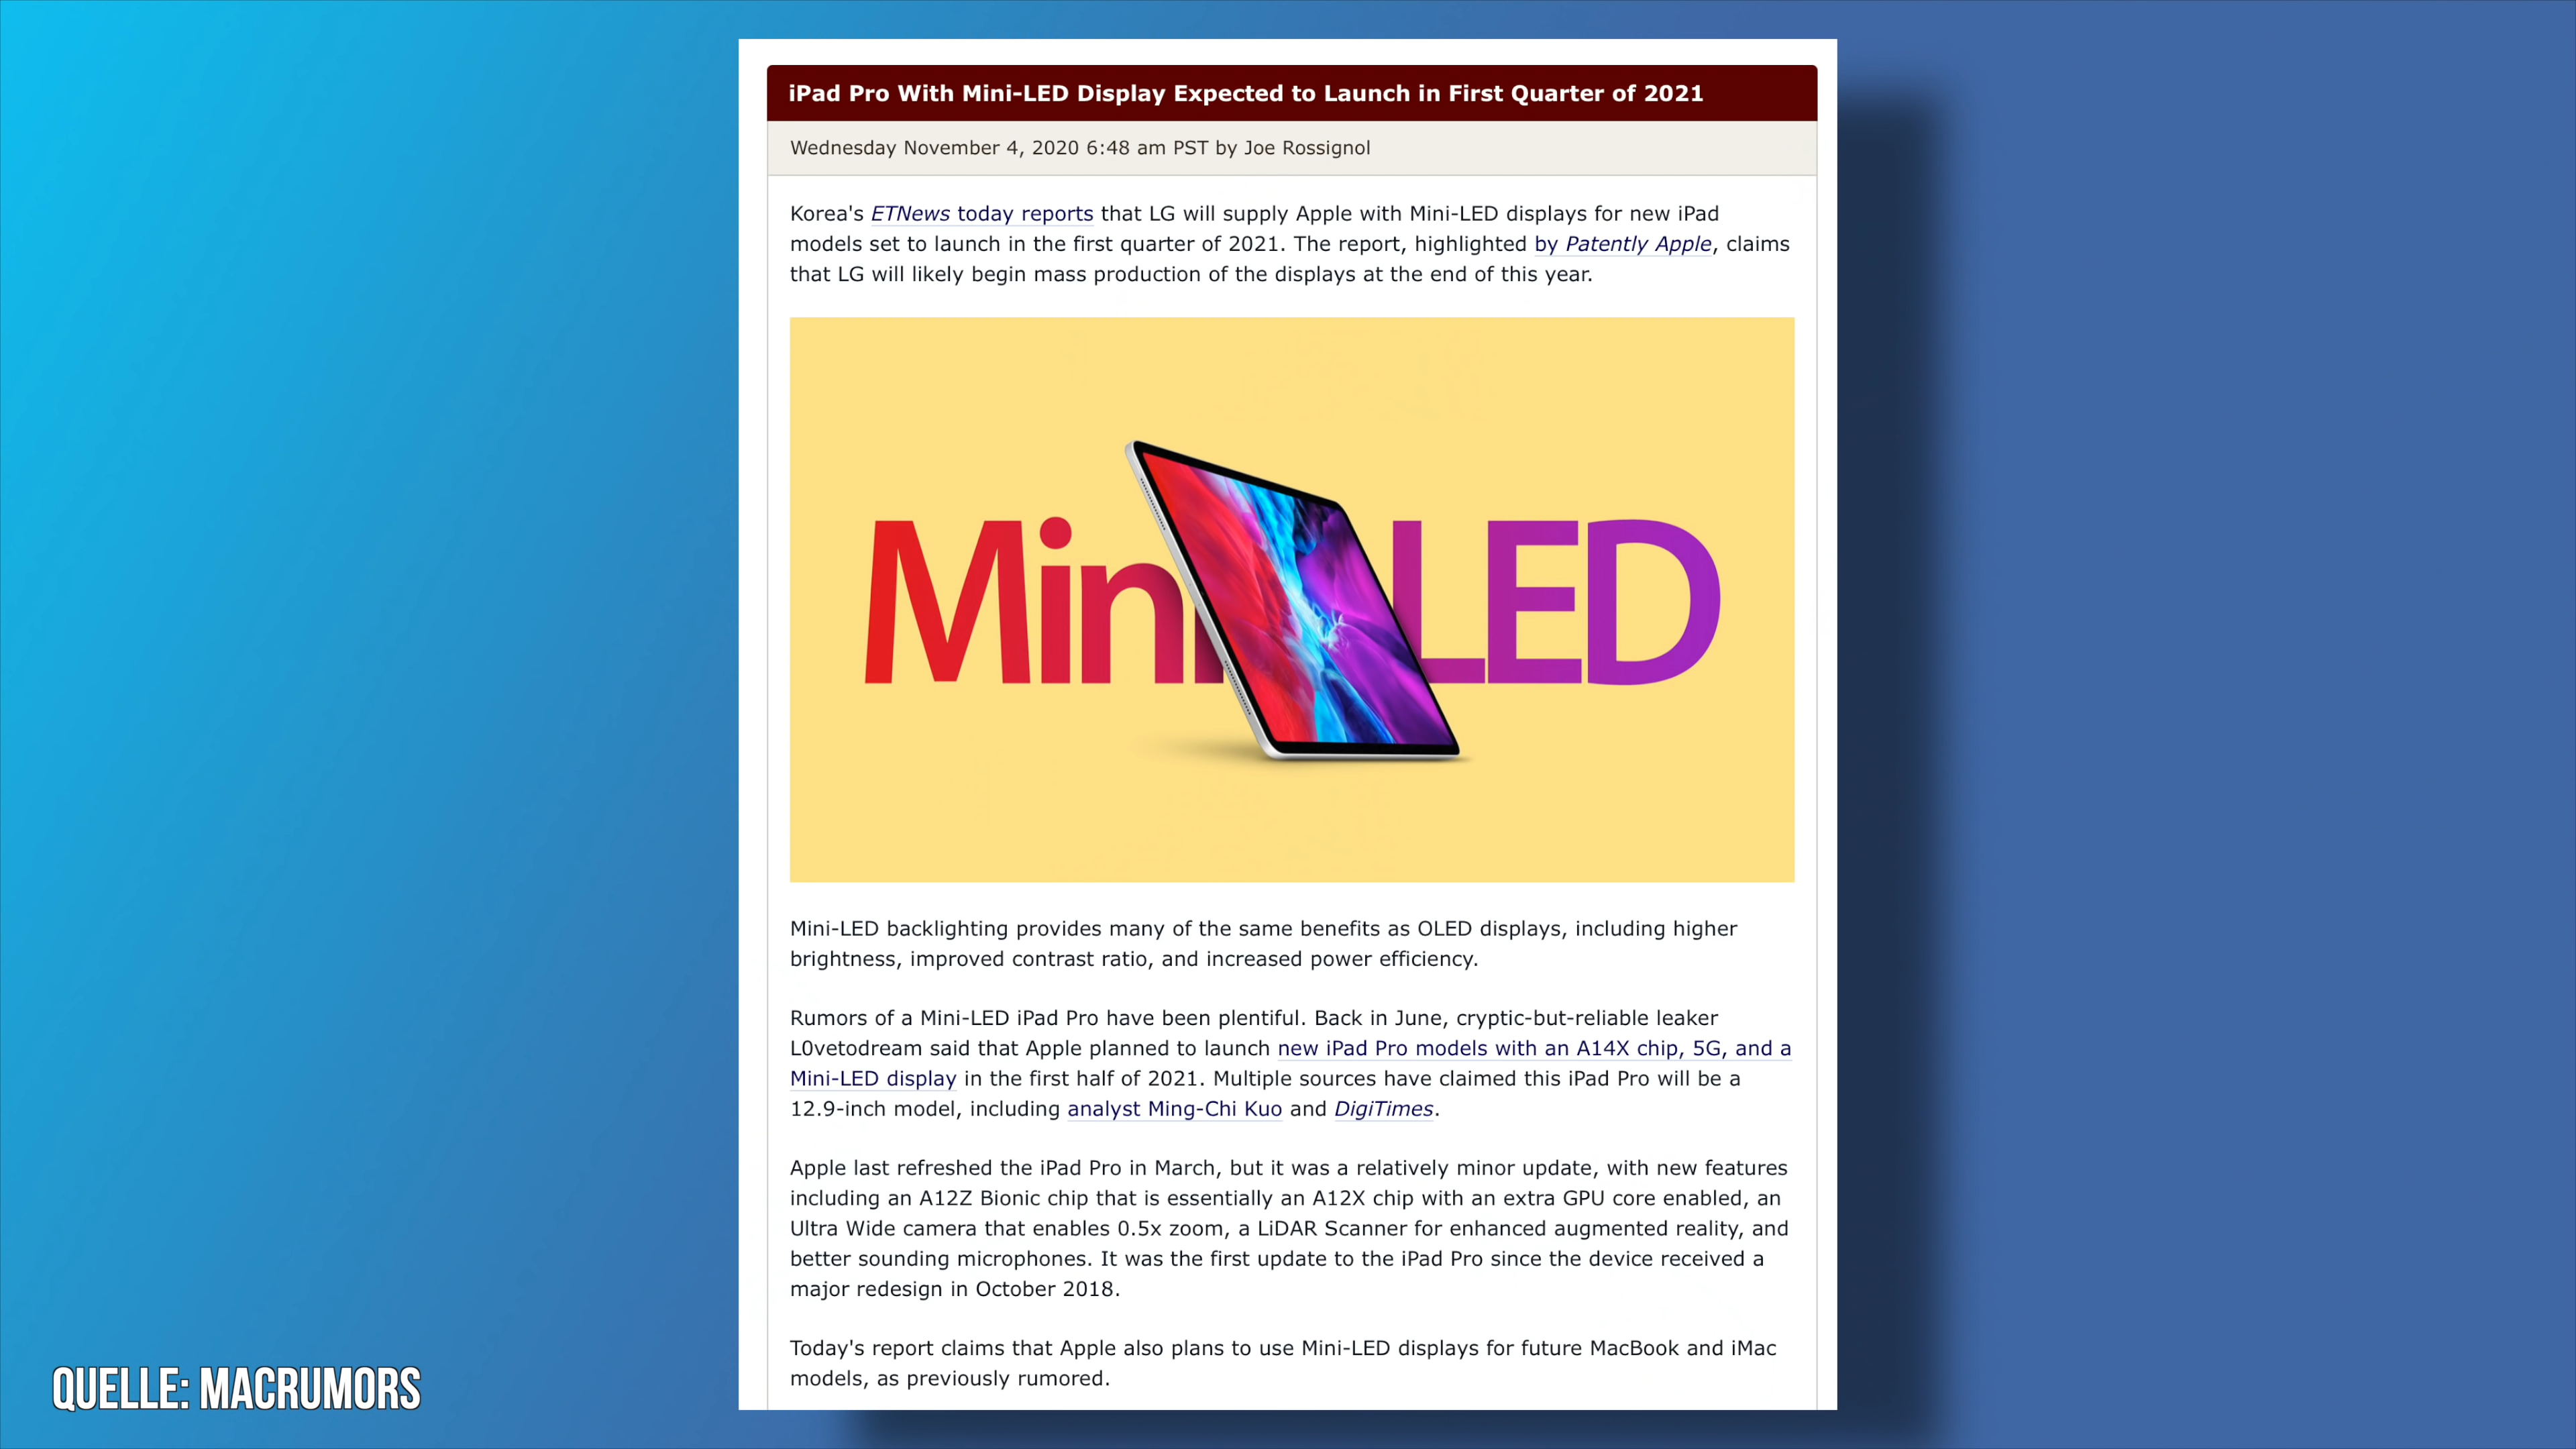 iPad Pro With Mini-LED Display Expected to Launch in First Quarter of 2021
Wednesday November 4, 2020 6:48 am PST by Joe Rossignol
Korea's ETNews today reports that LG will supply Apple with Mini-LED displays for new iPad
models set to launch in the first quarter of 2021. The report, highlighted by Patently Apple, claims
that LG will likely begin mass production of the displays at the end of this year.
Mini LED
Mini-LED backlighting provides many of the same benefits as OLED displays, including higher
brightness, improved contrast ratio, and increased power efficiency.
Rumors of a Mini-LED iPad Pro have been plentiful. Back in June, cryptic-but-reliable leaker
L0vetodream said that Apple planned to launch new iPad Pro models with an A14X chip, 5G, and a
Mini-LED display in the first half of 2021. Multiple sources have claimed this iPad Pro will be a
12.9-inch model, including analyst Ming-Chi Kuo and DigiTimes.
Apple last refreshed the iPad Pro in March, but it was a relatively minor update, with new features
including an A12Z Bionic chip that is essentially an A12X chip with an extra GPU core enabled, an
Ultra Wide camera that enables 0.5x zoom, a LiDAR Scanner for enhanced augmented reality, and
better sounding microphones. It was the first update to the iPad Pro since the device received a
major redesign in October 2018.
Today's report claims that Apple also plans to use Mini-LED displays for future MacBook and iMac
models, as previously rumored.
QUELLE: MACRUMORS